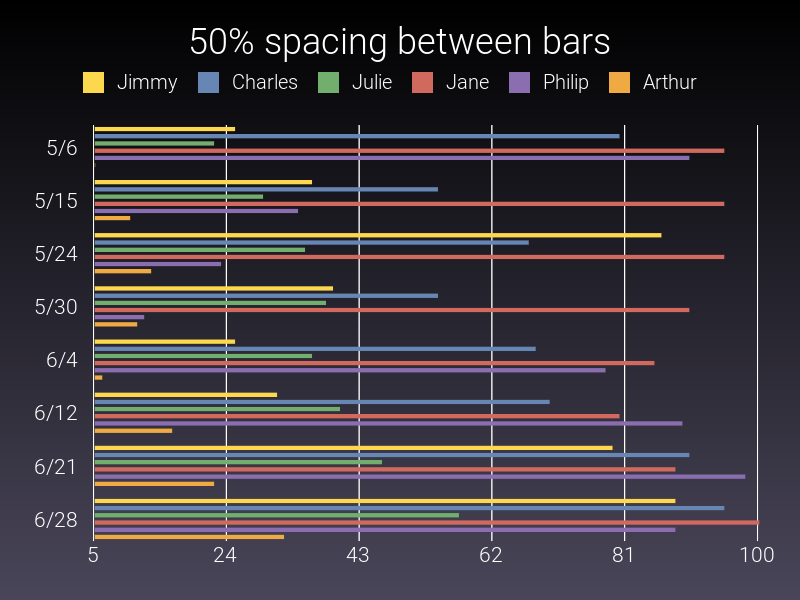 50% spacing between bars
Jimmy Charles Julie Jane Philip Arthur
5/6
5/15
5/24
5/30
6/4
6/12
6/21
6/28
5 24 43 62 81 100